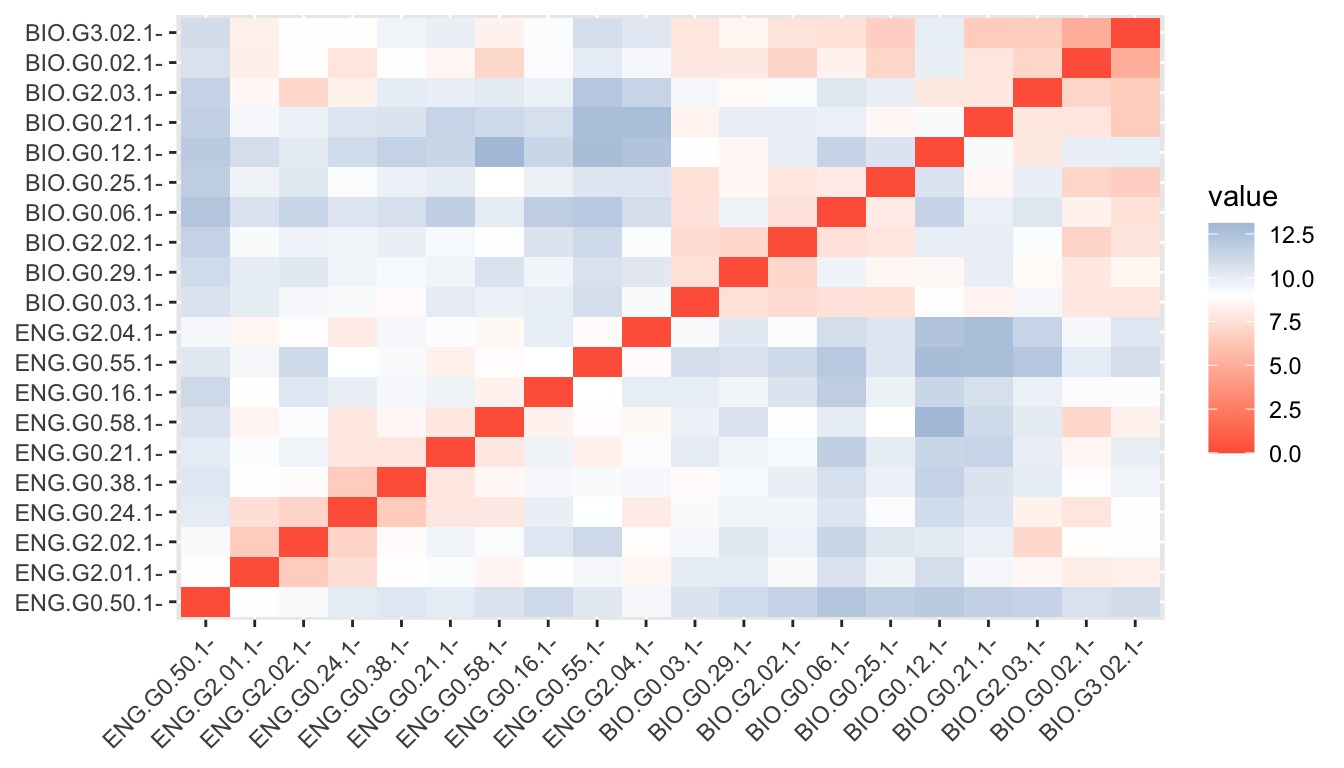 BIO.G3.02.1-
BIO.G0.02.1-
BIO.G2.03.1-
BIO.G0.21.1-
BIO.G0.12.1-
BIO.G0.25.1-
BIO.G0.06.1-
BIO.G2.02.1-
BIO.G0.29.1-
BIO.G0.03.1-
ENG.G2.04.1-
ENG.G0.55.1-
ENG.G0.16.1-
ENG.G0.58.1-
ENG.G0.21.1-
ENG.G0.38.1-
ENG.G0.24.1-
ENG.G2.02.1-
ENG.G2.01.1-
ENG.G0.50.1-
ENG.G0.50.1-
ENG.G2.01.1-
ENG.G2.02.1-
ENG.G0.24.1-
ENG.G0.38.1-
ENG.G0.21.1-
ENG.G0.58.1-
ENG.G0.16.1-
ENG.G0.55.1-
ENG.G2.04.1-
BIO.G0.03.1-
BIO.G0.29.1-
BIO.G2.02.1-
BIO.G0.06.1-
BIO.G0.25.1-
BIO.G0.12.1-
BIO.G0.21.1-
BIO.G2.03.1-
BIO.G0.02.1-
BIO.G3.02.1-
value
12.5
10.0
7.5
5.0
2.5
0.0